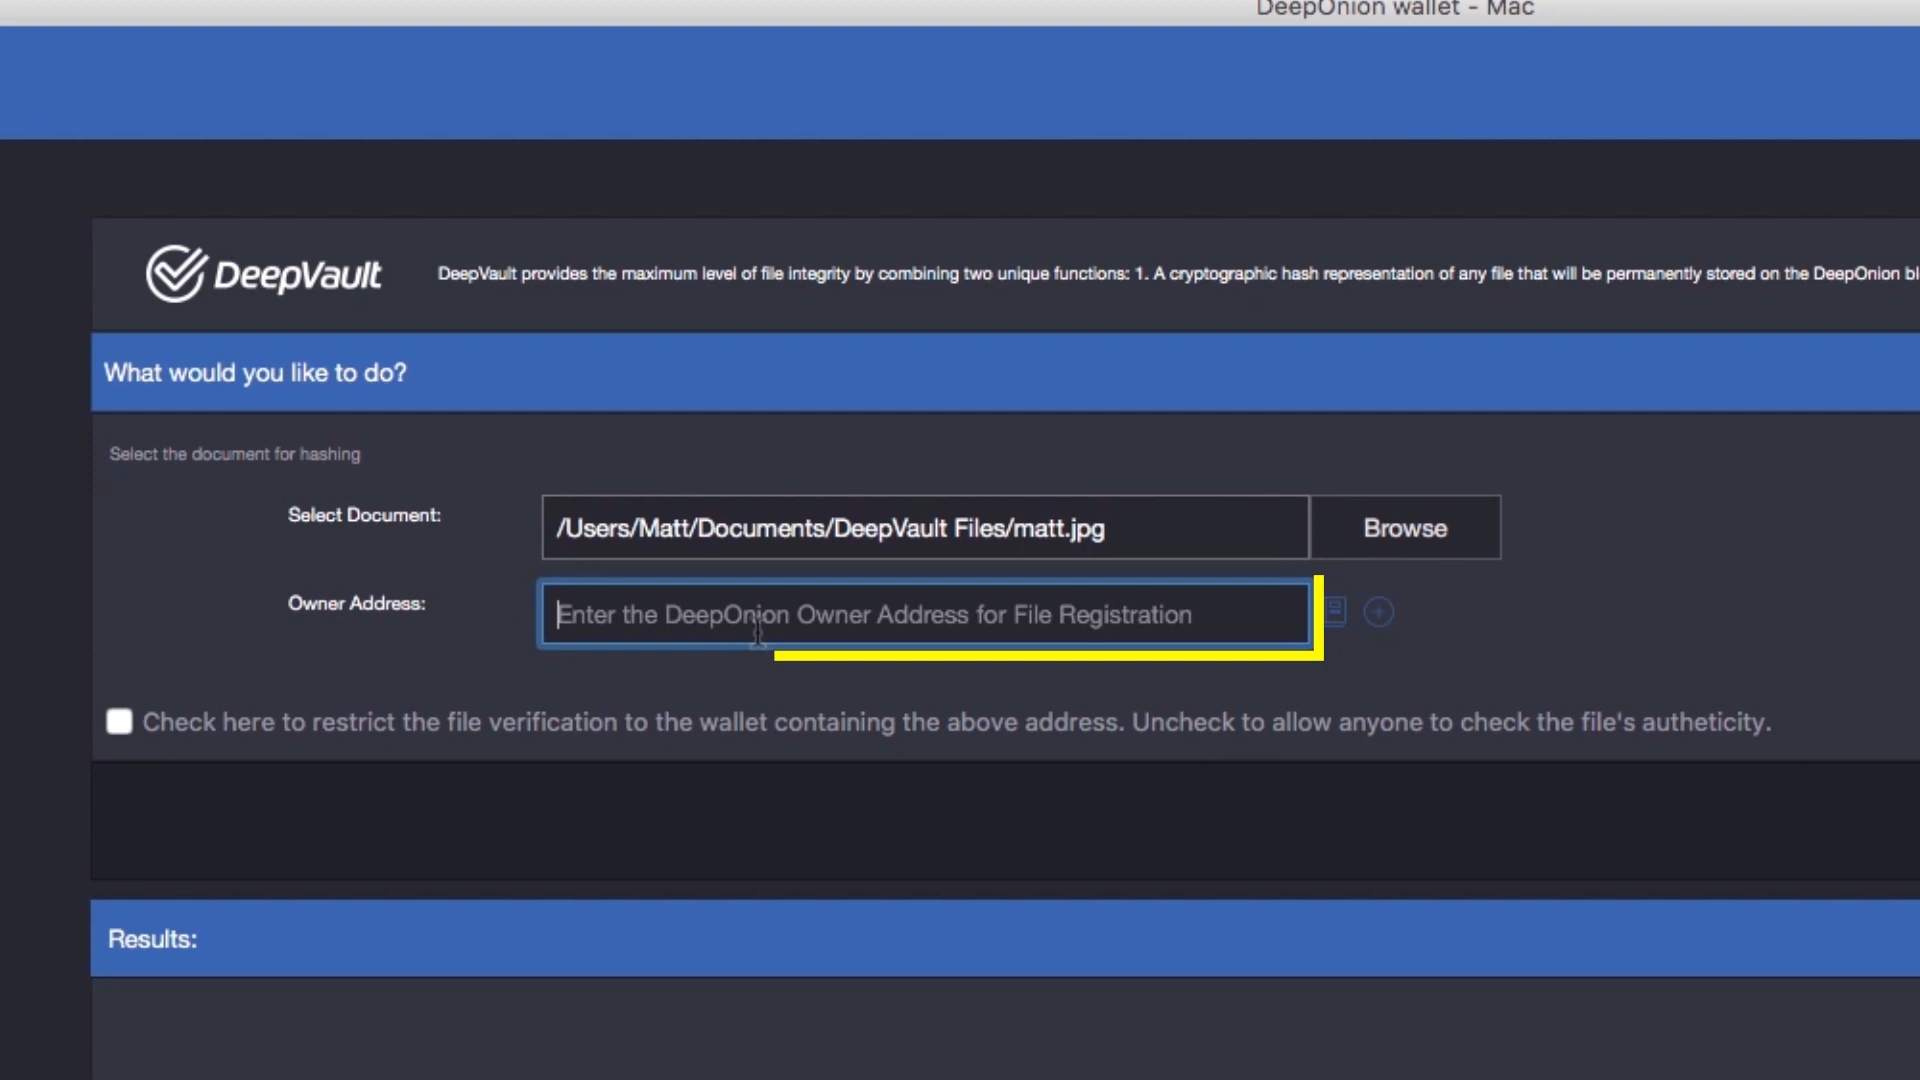 DeepOnion wallet - Mac
DeepVault
DeepVault provides the maximum level of file integrity by combining two unique functions: 1. A cryptographic hash representation of any file that will be permanently stored on the DeepOnion
What would you like to do?
Select the document for hashing
Select Document:
/Users/Matt/Documents/DeepVault Files/matt.jpg
Browse
Owner Address:
Enter the DeepOnion Owner Address for File Registration
Check here to restrict the file verification to the wallet containing the above address. Uncheck to allow anyone to check the file's autheticity.
Results: